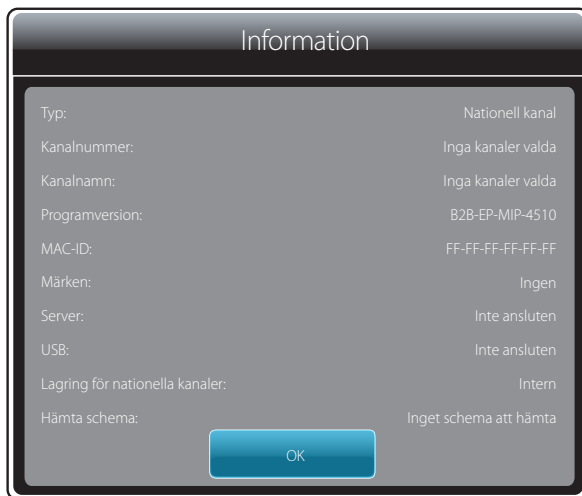 Information
Typ: Nationell kanal
Kanalnummer: Inga kanaler valda
Kanalnamn: Inga kanaler valda
Programversion: B2B-EP-MIP-4510
MAC-ID: FF-FF-FF-FF-FF-FF
Märken: Ingen
Server: Inte ansluten
USB: Inte ansluten
Lagring för nationella kanaler: Intern
Hämta schema: Inget schema att hämta
OK